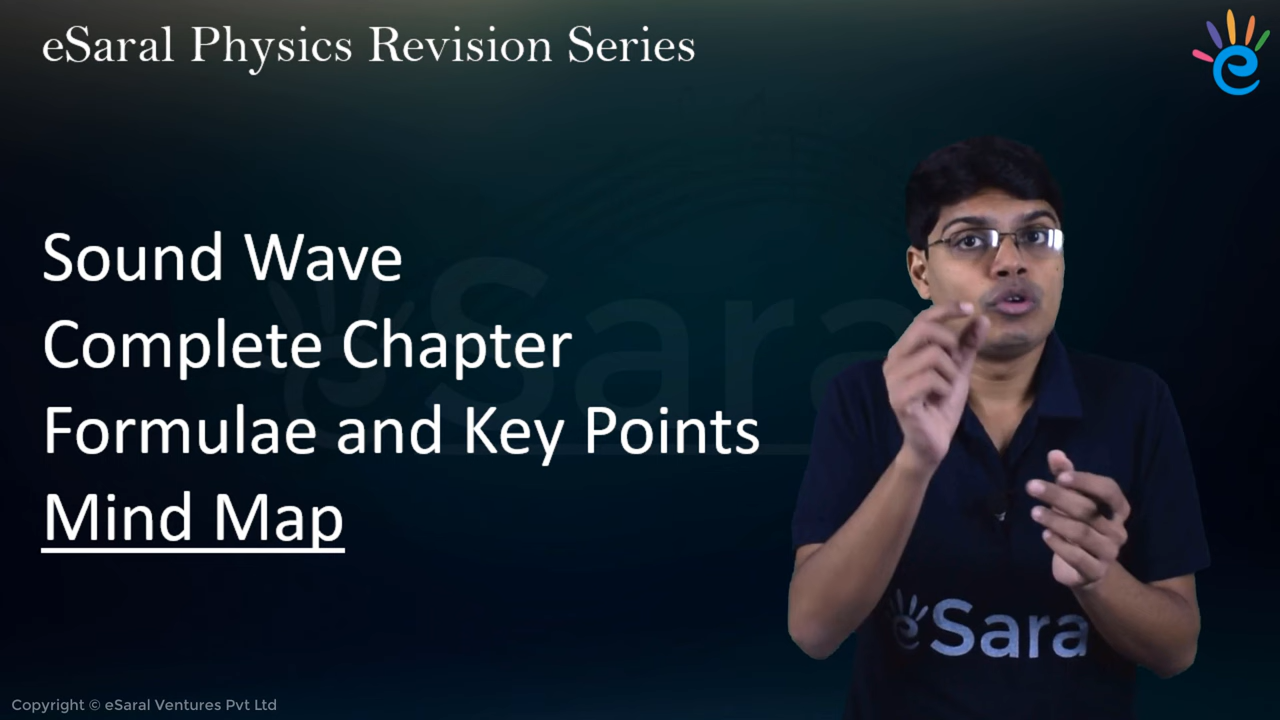 eSaral Physics Revision Series
Sound Wave
Complete Chapter
Formulae and Key Points
Mind Map
eSara
Copyright © eSaral Ventures Pvt Ltd